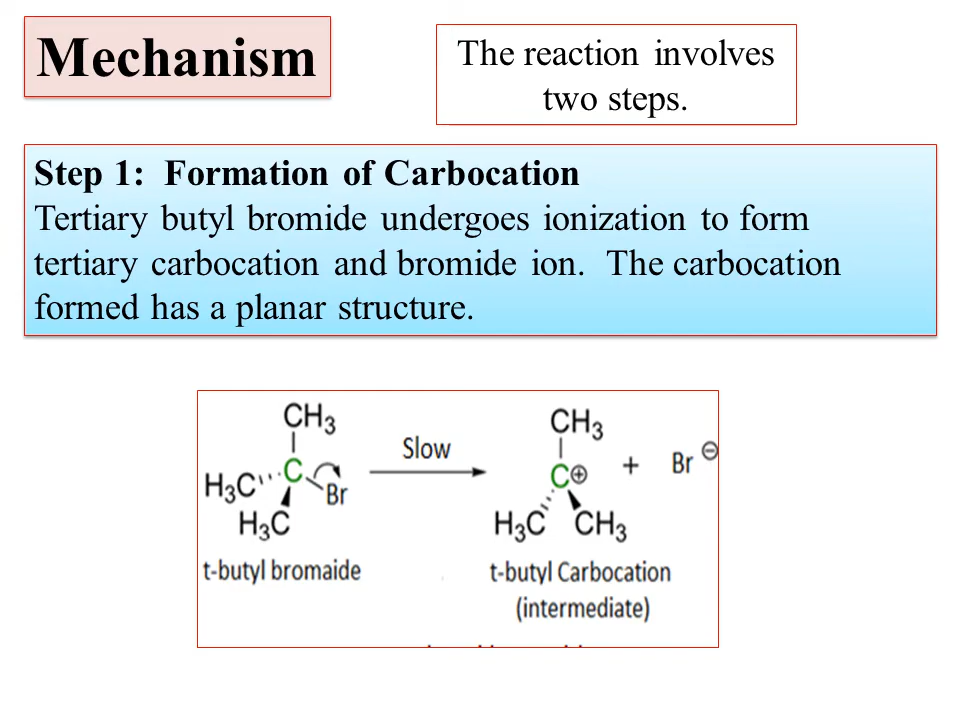 Mechanism
The reaction involves
two steps.
Step 1:  Formation of Carbocation
Tertiary butyl bromide undergoes ionization to form
tertiary carbocation and bromide ion.  The carbocation
formed has a planar structure.
CH3
C
H3C
Br
H3C
t-butyl bromaide
Slow
CH3
C⊕
H3C CH3
+ Br ⊖
t-butyl Carbocation
(intermediate)